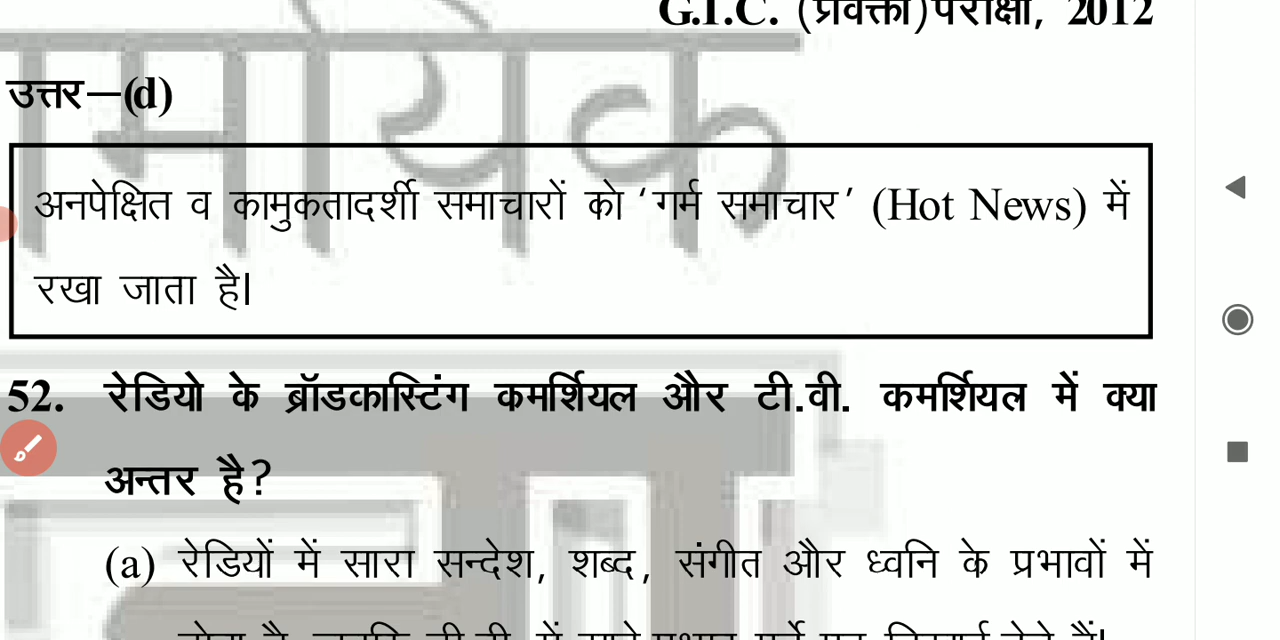 G.I.C. (प्रवक्ता)परीक्षा, 2012
उत्तर—(d)
अनपेक्षित व कामुकतादर्शी समाचारों को ‘गर्म समाचार’ (Hot News) में
रखा जाता है।
52. रेडियो के ब्रॉडकास्टिंग कमर्शियल और टी.वी. कमर्शियल में क्या
अन्तर है?
(a) रेडियों में सारा सन्देश, शब्द, संगीत और ध्वनि के प्रभावों में